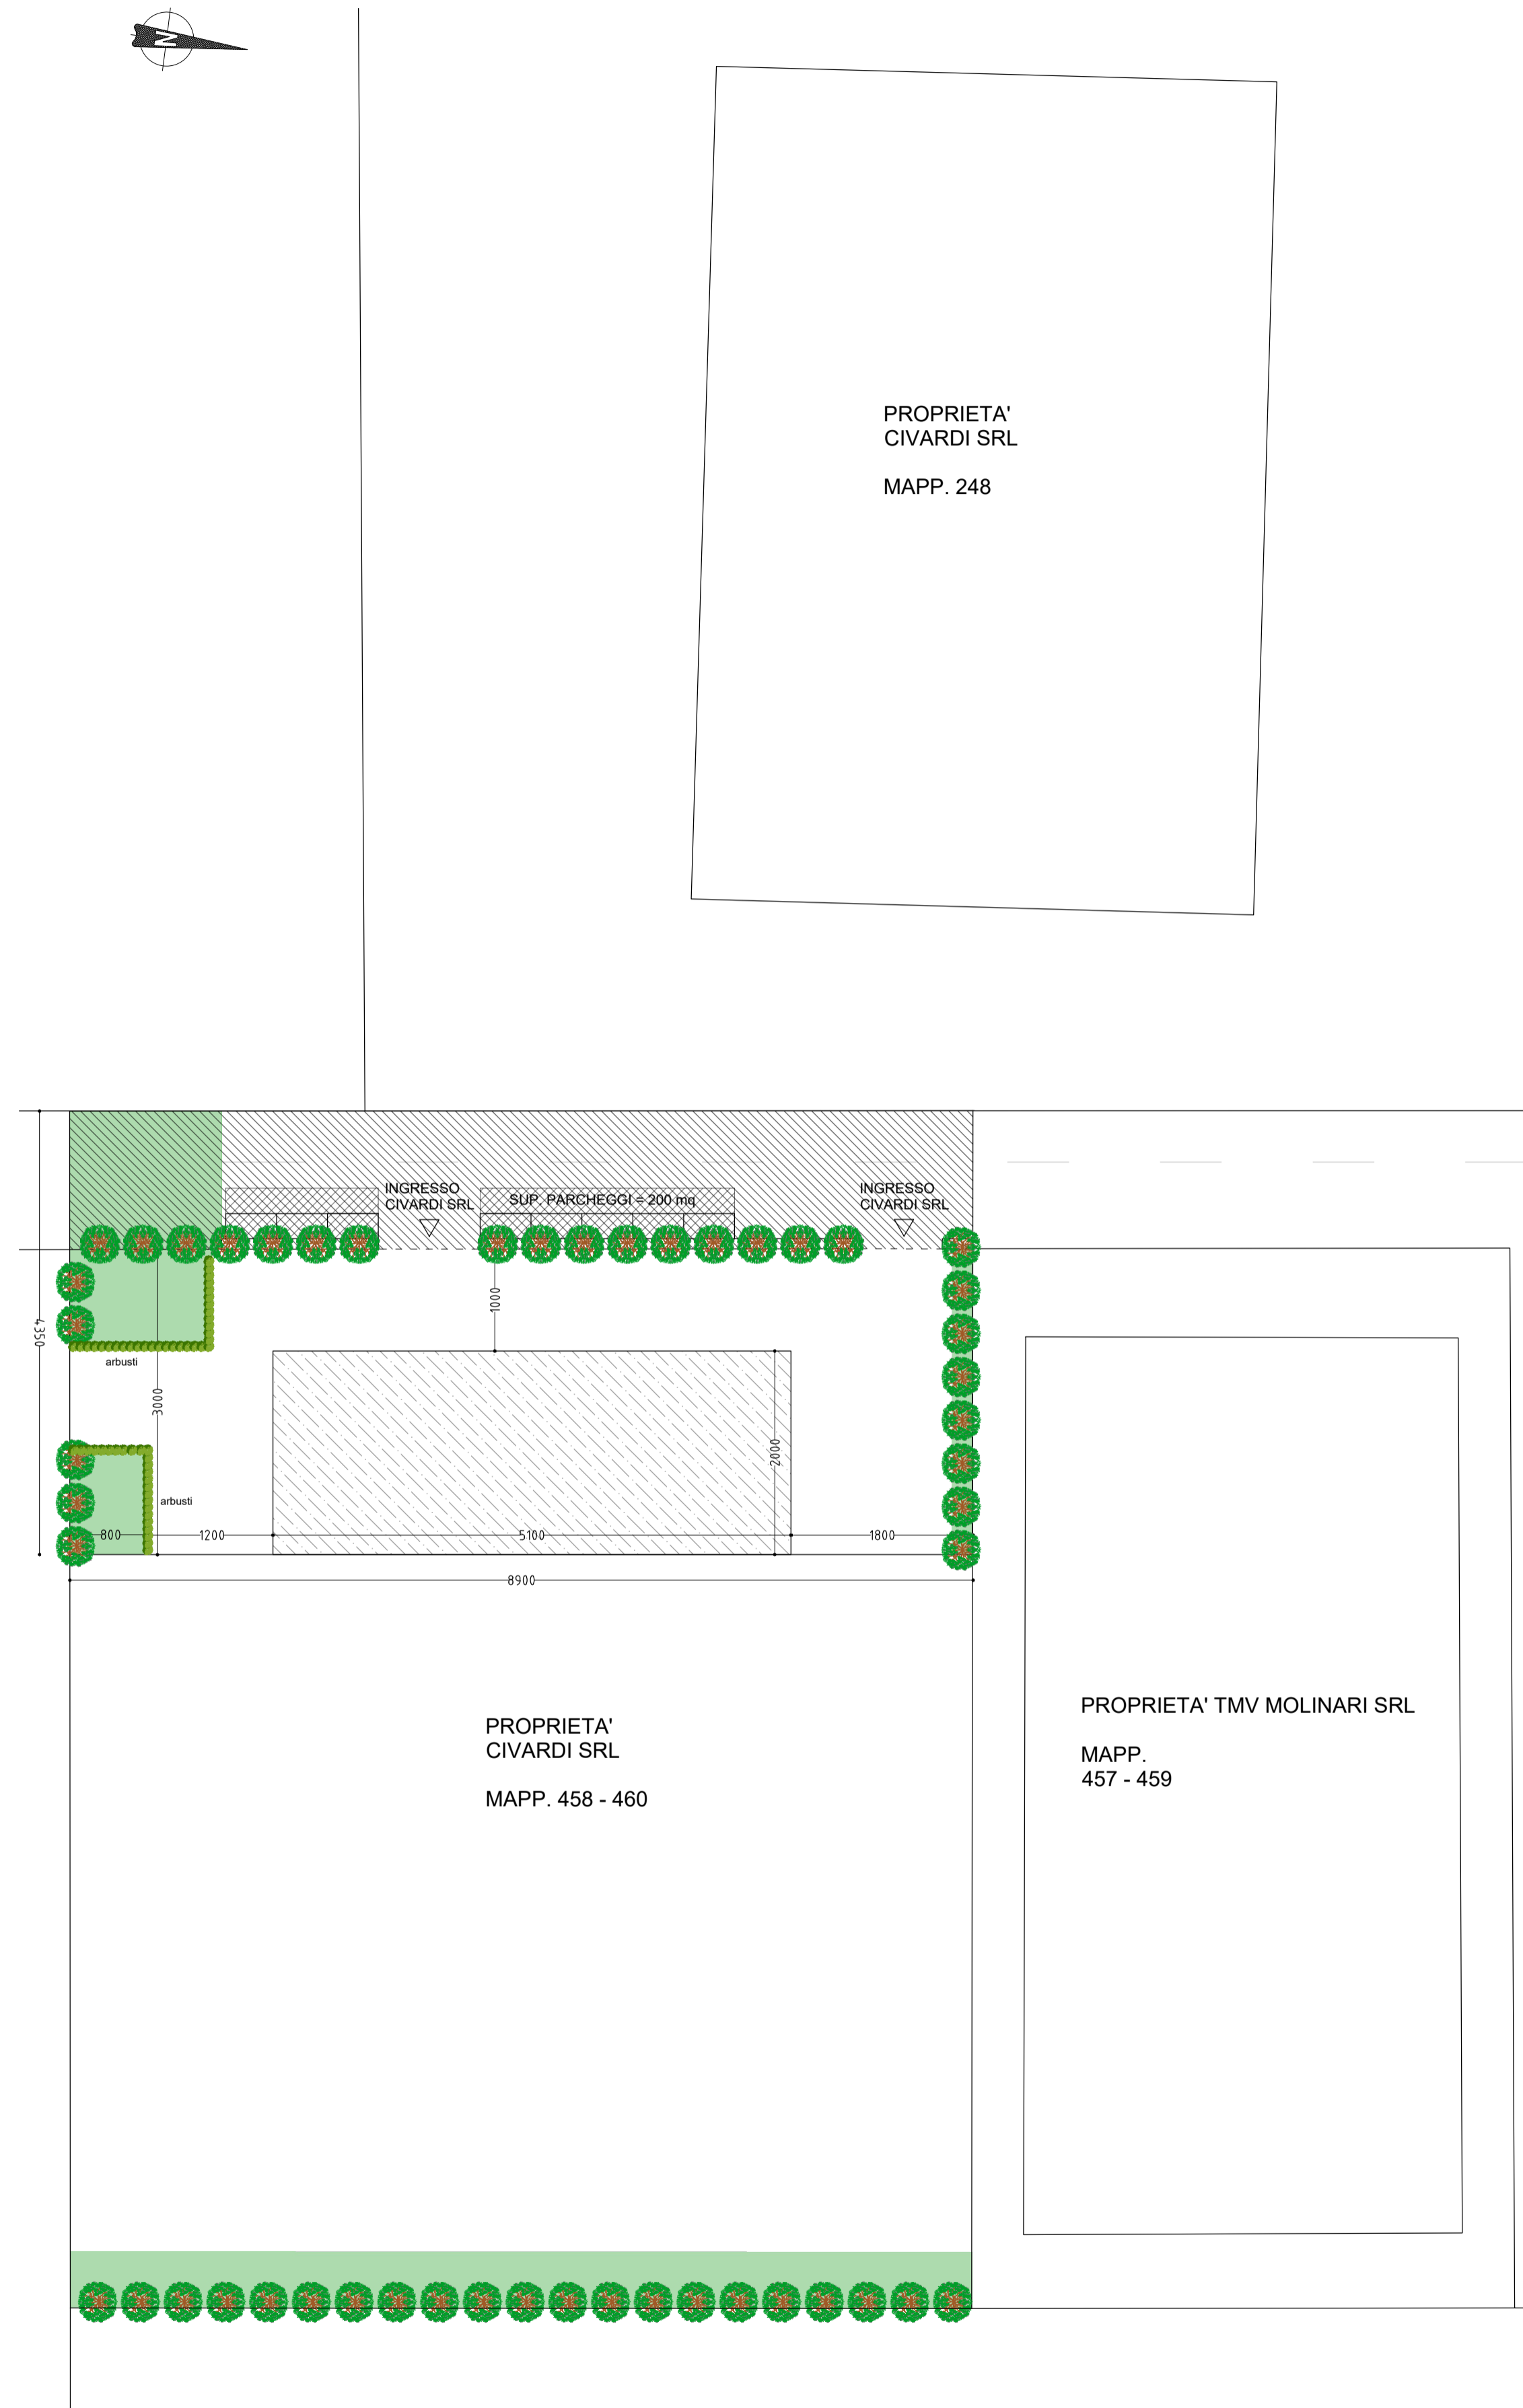 N
PROPRIETA'
CIVARDI SRL
MAPP. 248
INGRESSO
CIVARDI SRL
SUP. PARCHEGGI = 200 mq
INGRESSO
CIVARDI SRL
1000
4350
arbusti
3000
2000
arbusti
800
1200
5100
1800
8900
PROPRIETA'
CIVARDI SRL
MAPP. 458 - 460
PROPRIETA' TMV MOLINARI SRL
MAPP.
457 - 459